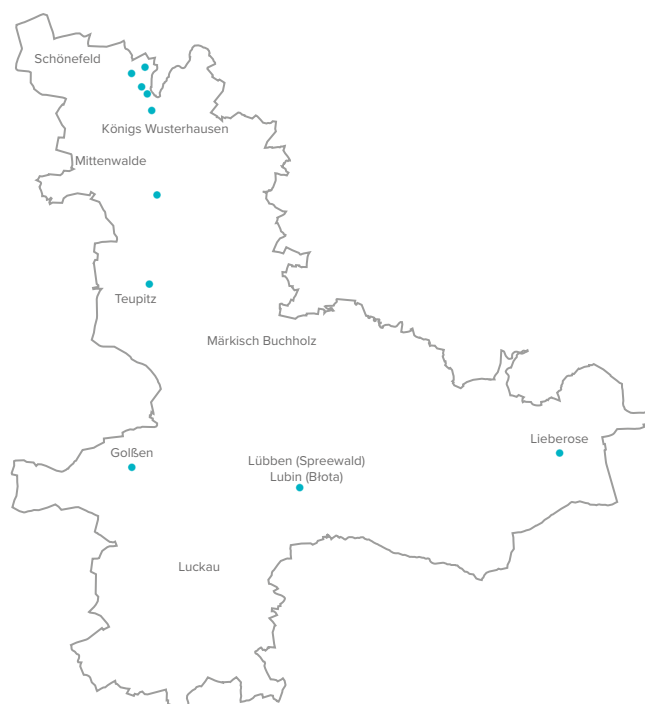 Schönefeld
Königs Wusterhausen
Mittenwalde
Teupitz
Märkisch Buchholz
Lieberose
Golßen
Lübben (Spreewald)
Lubin (Błota)
Luckau